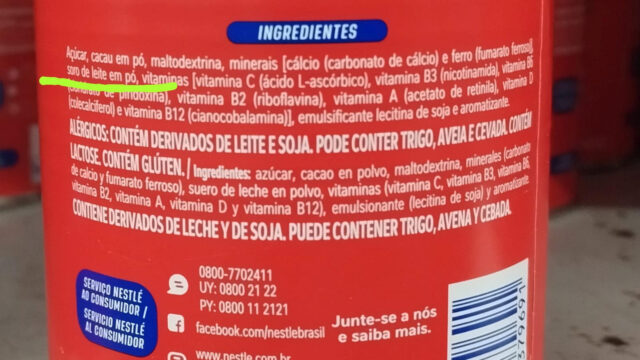 INGREDIENTES
Açúcar, cacau em pó, maltodextrina, minerais [cálcio (carbonato de cálcio) e ferro (fumarato ferroso)],
soro de leite em pó, vitaminas [vitamina C (ácido L-ascórbico), vitamina B3 (nicotinamida), vitamina B6
de piridoxina), vitamina B2 (riboflavina), vitamina A (acetato de retinila), vitamina D
(colecalciferol) e vitamina B12 (cianocobalamina)], emulsificante lecitina de soja e aromatizante.
ALÉRGICOS: CONTÉM DERIVADOS DE LEITE E SOJA. PODE CONTER TRIGO, AVEIA E CEVADA. CONTÉM
LACTOSE. CONTÉM GLÚTEN. / Ingredientes: azúcar, cacao en polvo, maltodextrina, minerales (carbonato
de calcio y fumarato ferroso), suero de leche en polvo, vitaminas (vitamina C, vitamina B3, vitamina B6,
vitamina B2, vitamina A, vitamina D y vitamina B12), emulsionante (lecitina de soja) y aromatizante.
CONTIENE DERIVADOS DE LECHE Y DE SOJA. PUEDE CONTENER TRIGO, AVENA Y CEBADA.
SERVIÇO NESTLÉ
AO CONSUMIDOR /
SERVICIO NESTLÉ
AL CONSUMIDOR
0800-7702411
UY: 0800 21 22
PY: 0800 11 2121
facebook.com/nestlebrasil
www.nestle.com.br
Junte-se a nós
e saiba mais.
379691